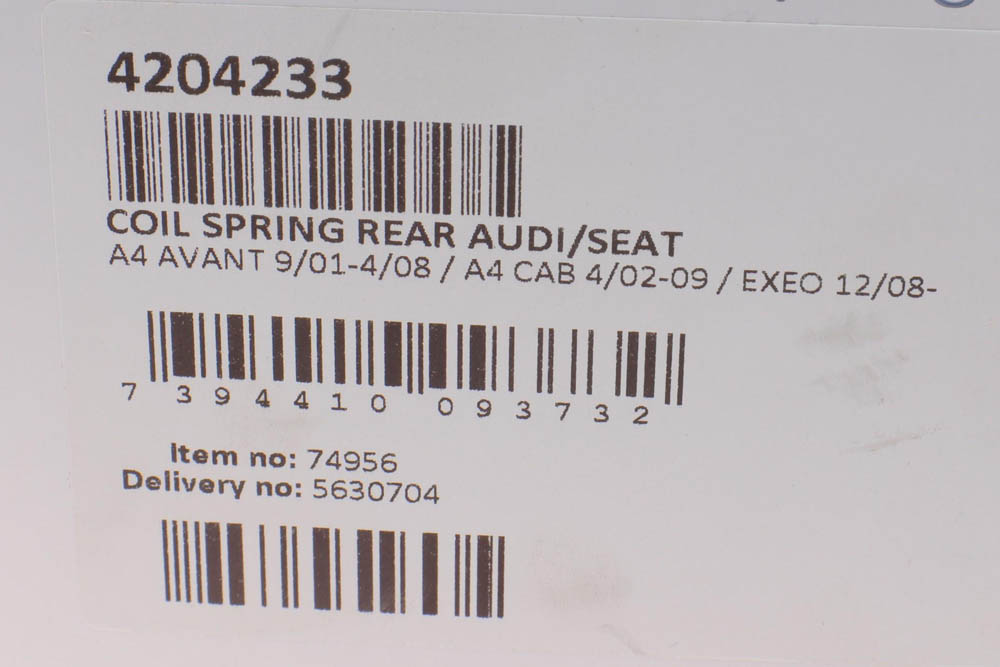 4204233
COIL SPRING REAR AUDI/SEAT
A4 AVANT 9/01-4/08 / A4 CAB 4/02-09 / EXEO 12/08-
7 394410 093732
Item no: 74956
Delivery no: 5630704